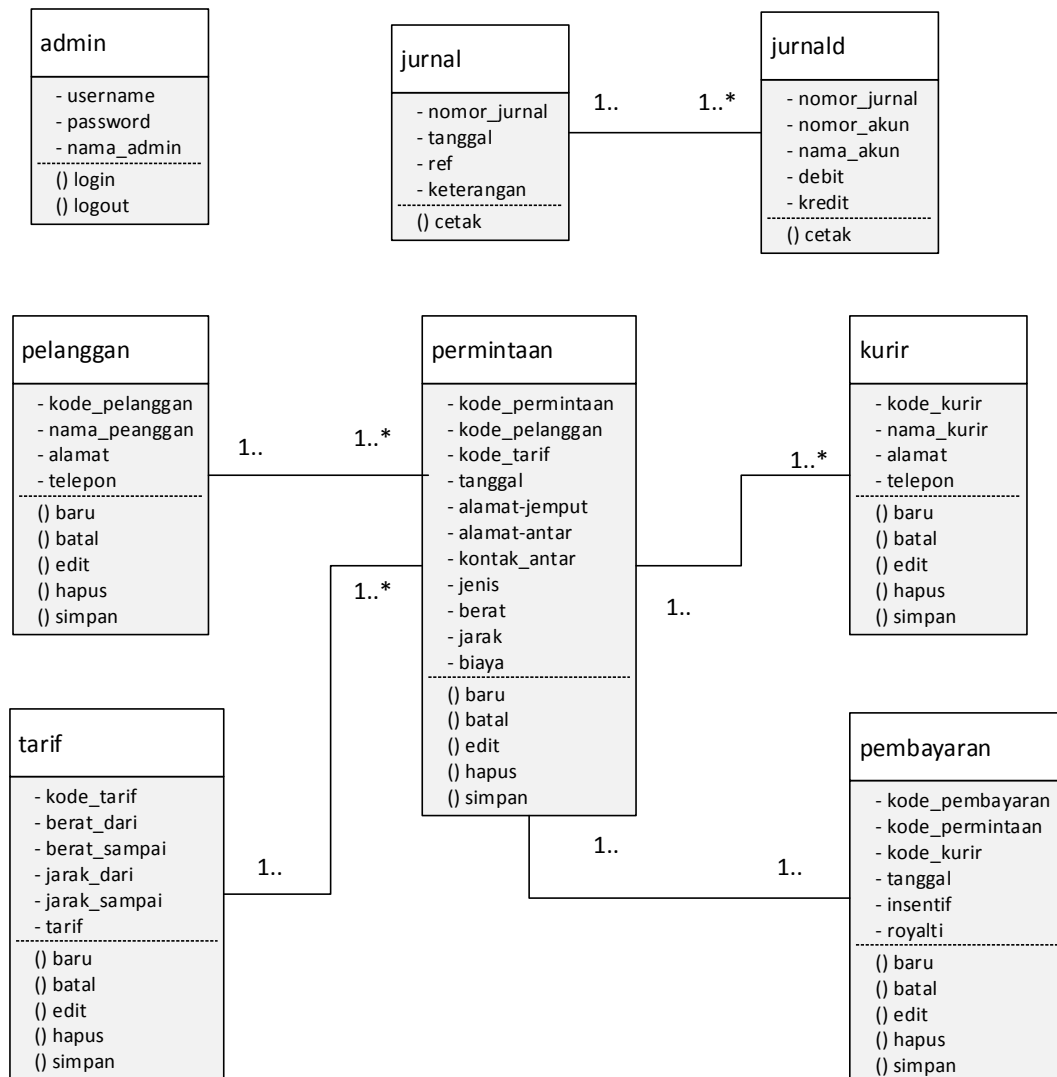 admin
- username
- password
- nama_admin
() login
() logout
jurnal
- nomor_jurnal
- tanggal
- ref
- keterangan
() cetak
1..
1..*
jurnald
- nomor_jurnal
- nomor_akun
- nama_akun
- debit
- kredit
() cetak
pelanggan
- kode_pelanggan
- nama_peanggan
- alamat
- telepon
() baru
() batal
() edit
() hapus
() simpan
1..
1..*
permintaan
- kode_permintaan
- kode_pelanggan
- kode_tarif
- tanggal
- alamat-jemput
- alamat-antar
- kontak_antar
- jenis
- berat
- jarak
- biaya
() baru
() batal
() edit
() hapus
() simpan
1..*
1..
kurir
- kode_kurir
- nama_kurir
- alamat
- telepon
() baru
() batal
() edit
() hapus
() simpan
tarif
- kode_tarif
- berat_dari
- berat_sampai
- jarak_dari
- jarak_sampai
- tarif
() baru
() batal
() edit
() hapus
() simpan
1..
1..*
1..
1..
pembayaran
- kode_pembayaran
- kode_permintaan
- kode_kurir
- tanggal
- insentif
- royalti
() baru
() batal
() edit
() hapus
() simpan